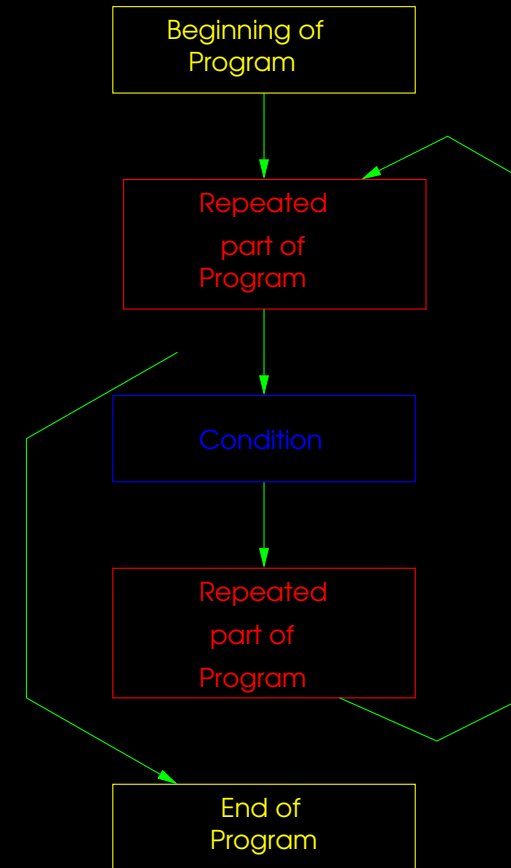 Beginning of
Program
Repeated
part of
Program
Condition
Repeated
part of
Program
End of
Program